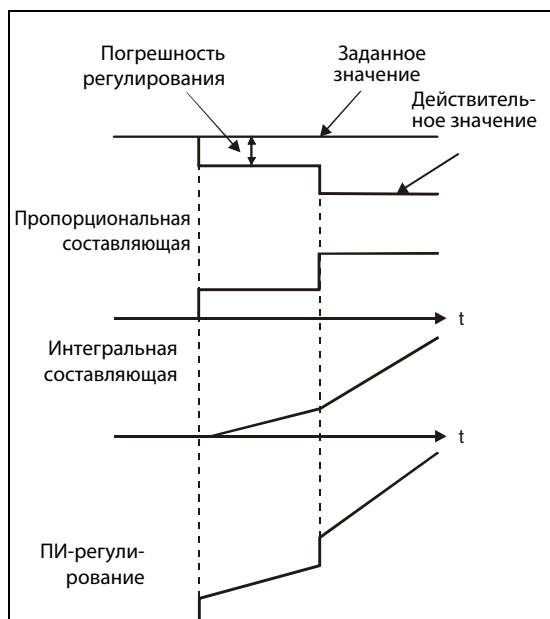 Погрешность
регулирования
Заданное
значение
Действитель-
ное значение
Пропорциональная
составляющая
t
Интегральная
составляющая
t
ПИ-регули-
рование